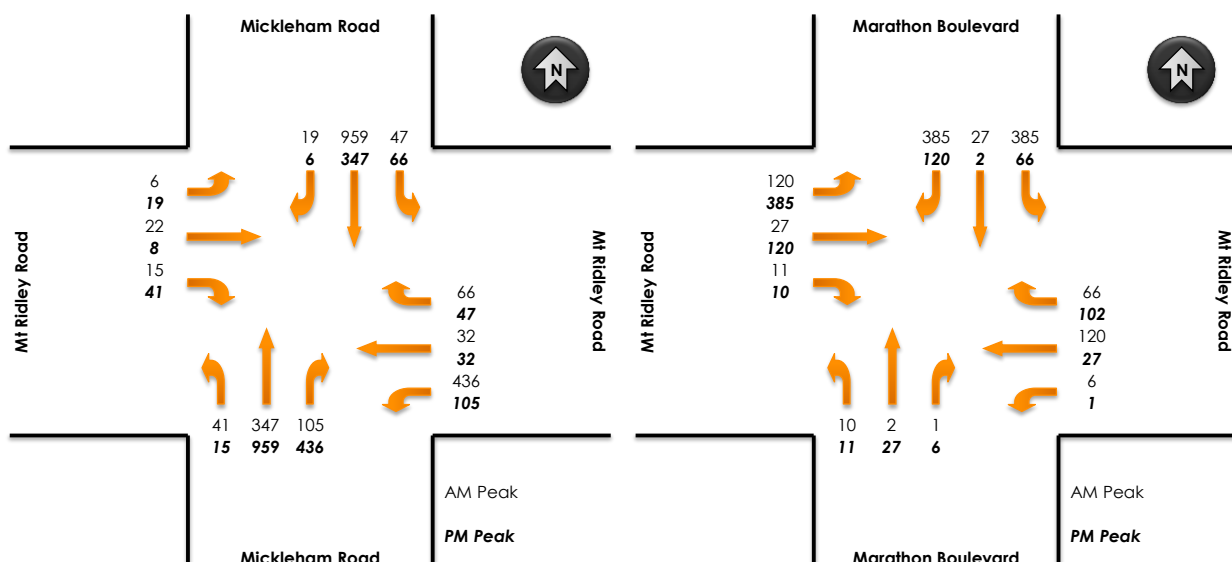 Mickleham Road
N
19 959 47
6 347 66
6
19
22
8
15
41
Mt Ridley Road
Mt Ridley Road
66
47
32
32
436
105
41 347 105
15 959 436
AM Peak
PM Peak
Mickleham Road
Marathon Boulevard
N
385 27 385
120 2 66
120
385
27
120
11
10
Mt Ridley Road
Mt Ridley Road
66
102
120
27
6
1
10 2 1
11 27 6
AM Peak
PM Peak
Marathon Boulevard